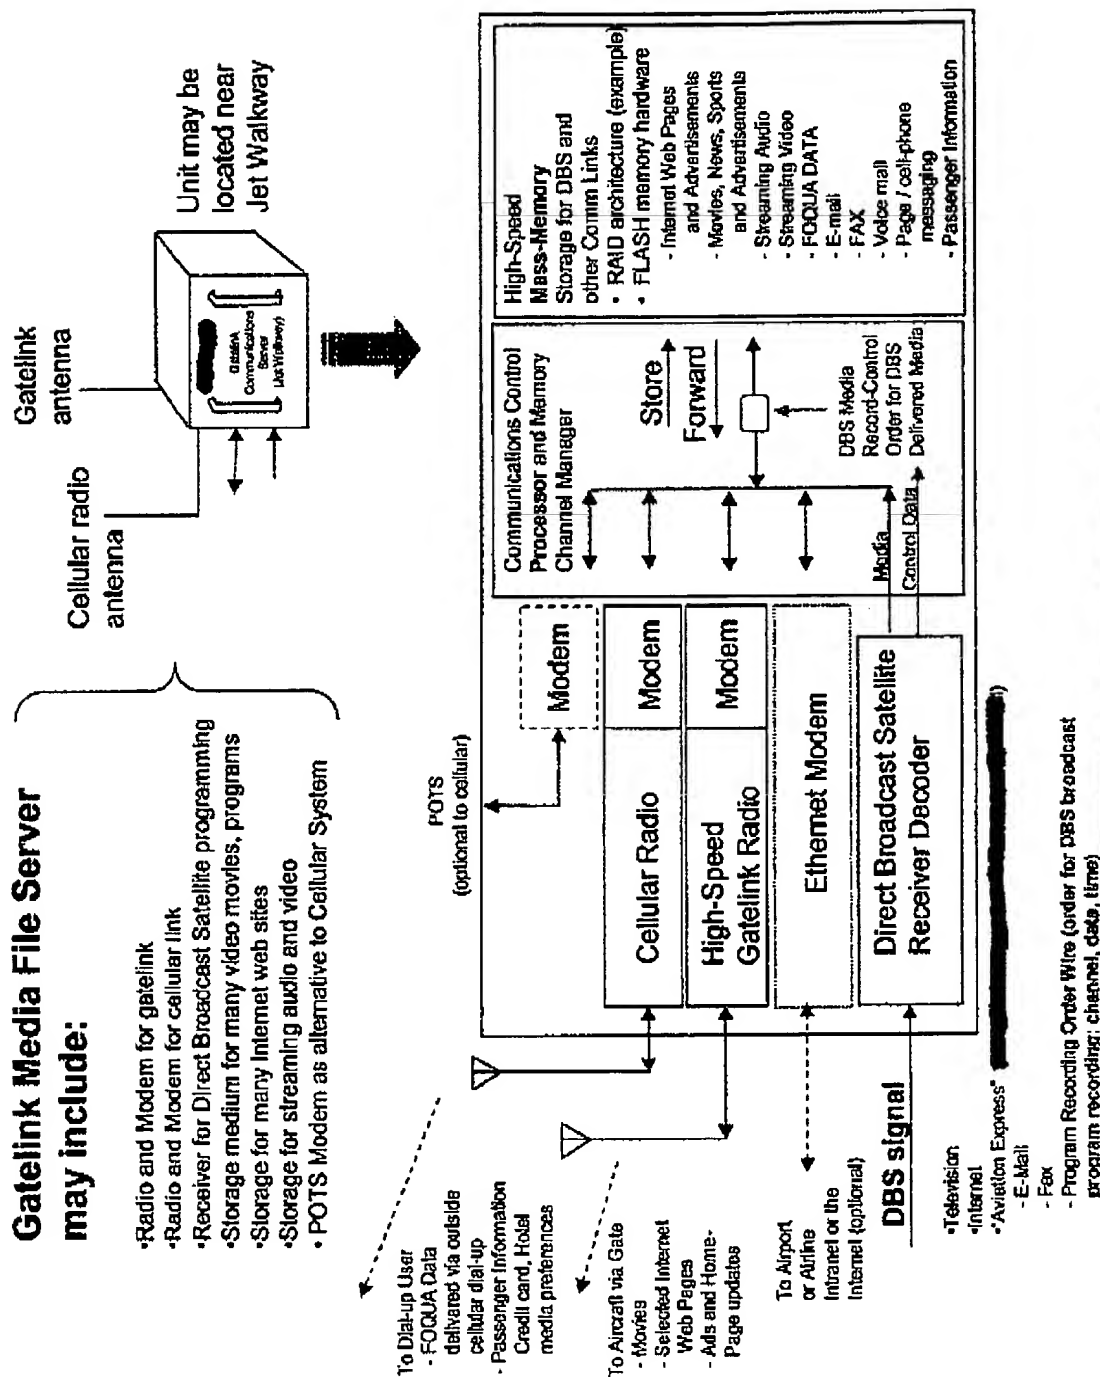 Gatelink Media File Server
may include:
•Radio and Modem for gatelink
•Radio and Modem for cellular link
•Receiver for Direct Broadcast Satellite programming
•Storage medium for many video movies, programs
•Storage for many Internet web sites
•Storage for streaming audio and video
• POTS Modem as alternative to Cellular System
Cellular radio
antenna
Gatelink
antenna
Unit may be
located near
Jet Walkway
Gatelink
Communications
Server
(Jet Walkway)
To Dial-up User
- FOQUA Data
delivered via outside
cellular dial-up
- Passenger Information
Credit card, Hotel
media preferences
To Aircraft via Gate
- Movies
- Selected Internet
Web Pages
- Ads and Home-
Page updates
To Airport
or Airline
Intranet or the
Internet (optional)
DBS signal
•Television
•Internet
•"Aviation Express"
- E-Mail
- Fax
- Program Recording Order Wire (order for DBS broadcast
program recording: channel, date, time)
POTS
(optional to cellular)
Modem
Cellular Radio
Modem
High-Speed
Gatelink Radio
Modem
Ethernet Modem
Direct Broadcast Satellite
Receiver Decoder
Communications Control
Processor and Memory
Channel Manager
Store
Forward
Media
Control Data
DBS Media
Record-Control
Order for DBS
Delivered Media
High-Speed
Mass-Memory
Storage for DBS and
other Comm Links
• RAID architecture (example)
• FLASH memory hardware
- Internet Web Pages
and Advertisements
- Movies, News, Sports
and Advertisements
- Streaming Audio
- Streaming Video
- FOQUA DATA
- E-mail
- FAX
- Voice mail
- Page / cell-phone
messaging
- Passenger Information